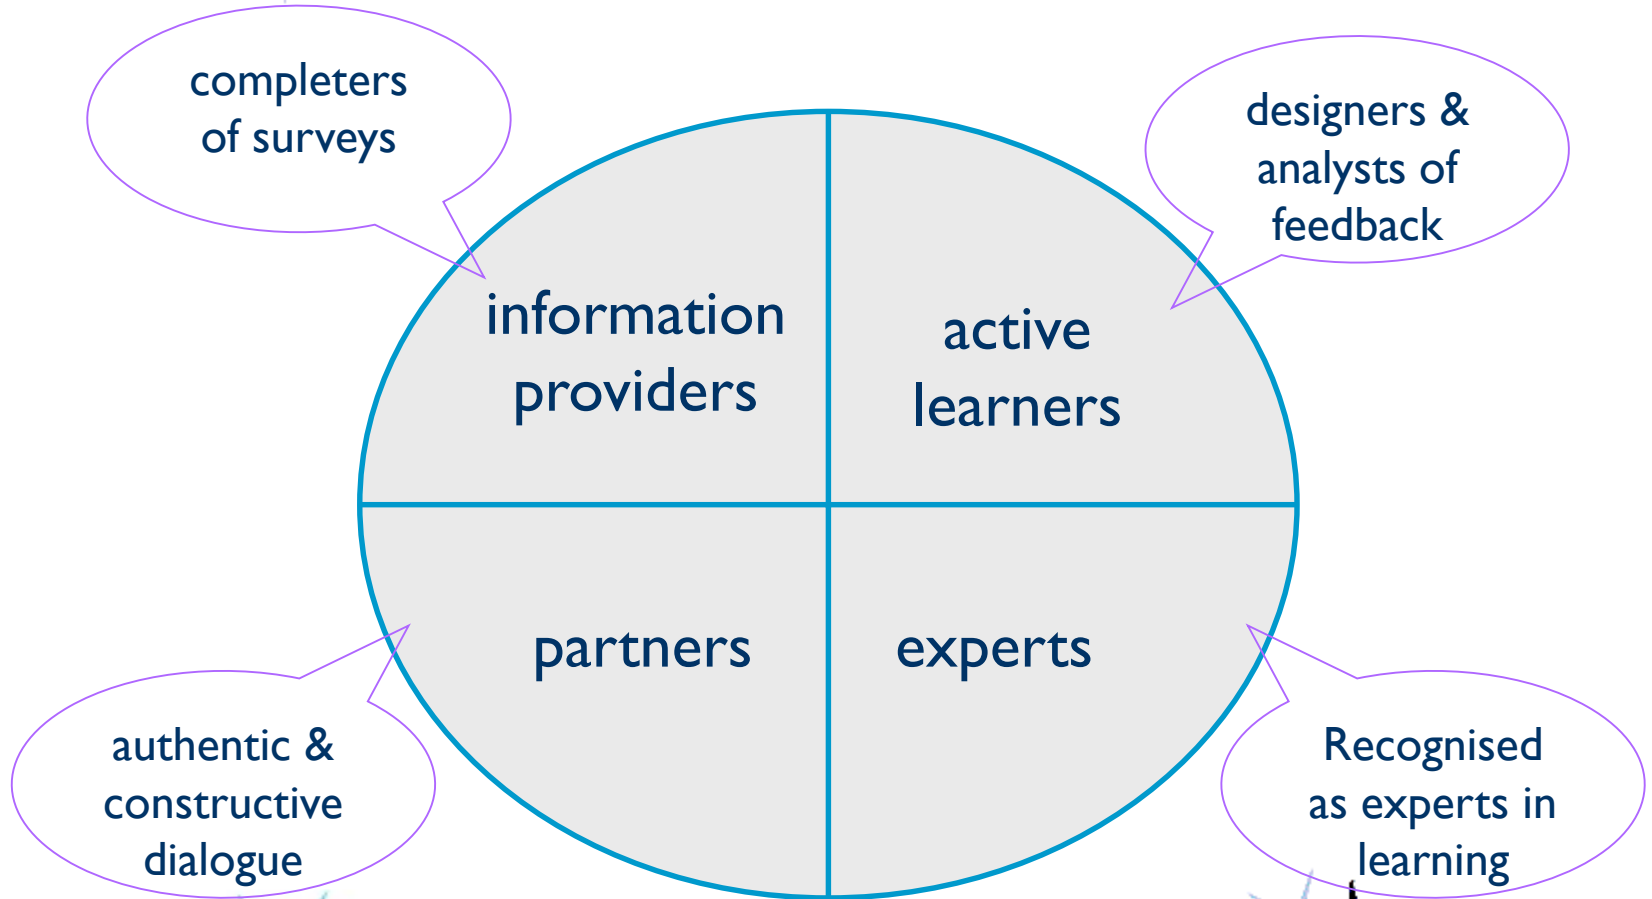 completers
of surveys
designers &
analysts of
feedback
information
providers
active
learners
partners
experts
authentic &
constructive
dialogue
Recognised
as experts in
learning